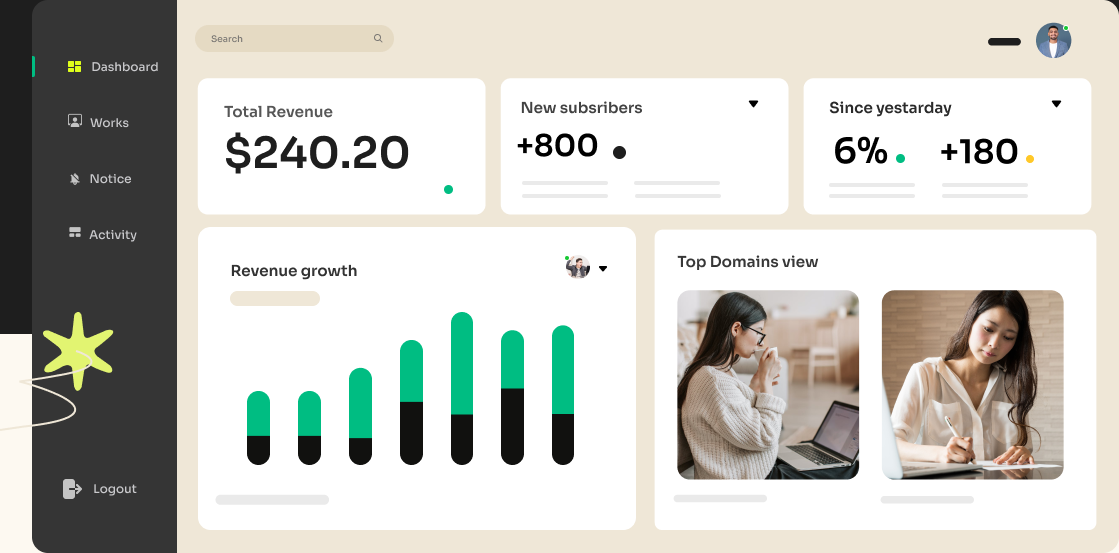 Dashboard
Works
Notice
Activity
Logout
Search
Total Revenue
$240.20
New subsribers
+800
Since yestarday
6%
+180
Revenue growth
Top Domains view